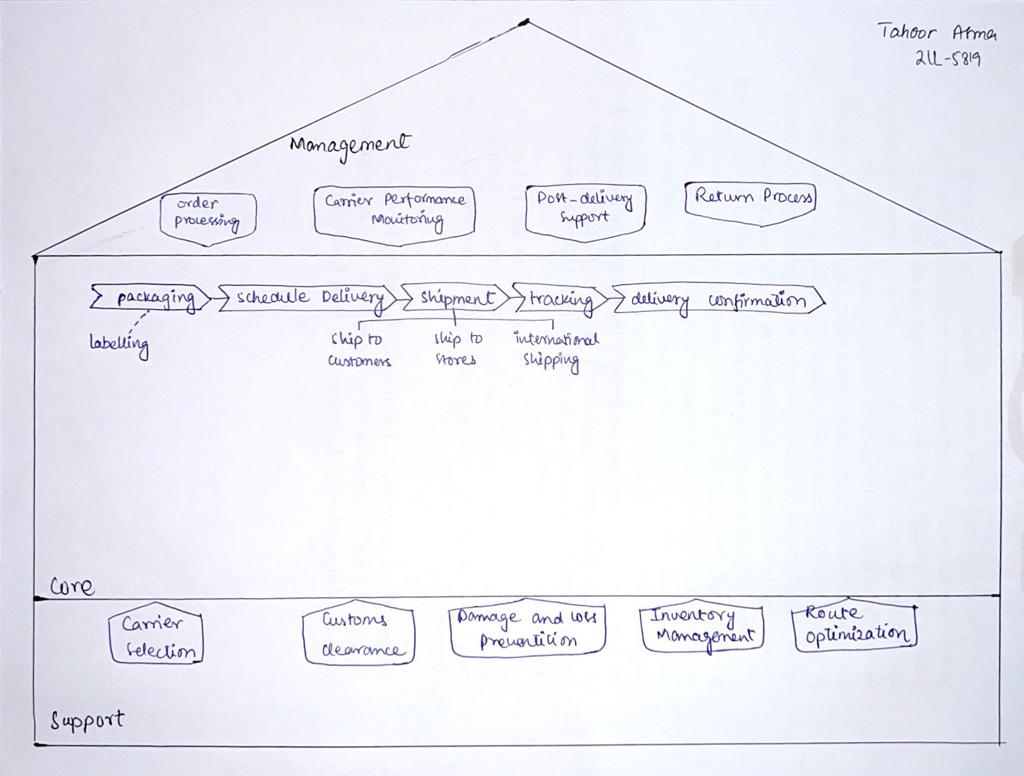 Tahoor Asma
21L-5819
Management
order
processing
Carrier Performance
Monitoring
Post-delivery
Support
Return Process
packaging
schedule Delivery
shipment
tracking
delivery confirmation
labelling
ship to
customers
ship to
stores
international
shipping
Core
Carrier
selection
Customs
clearance
Damage and loss
prevention
Inventory
Management
Route
Optimization
Support